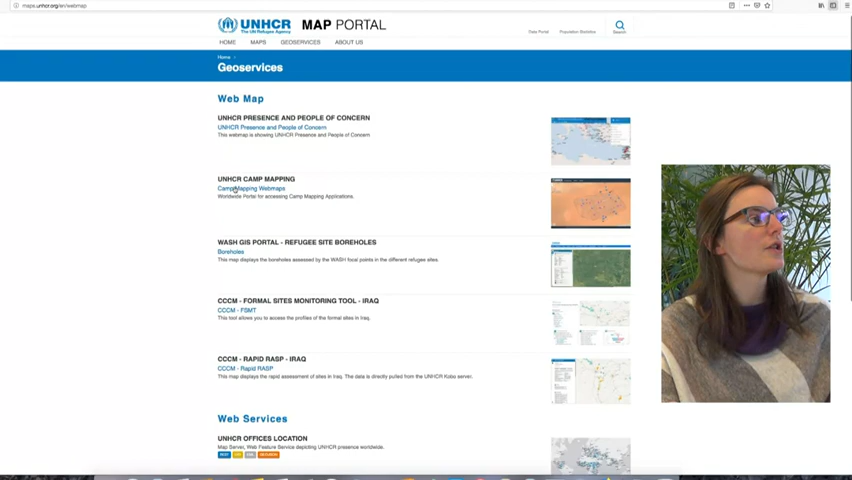 maps.unhcr.org/en/webmap
UNHCR
The UN Refugee Agency
MAP PORTAL
HOME MAPS GEOSERVICES ABOUT US
Data Portal Population Statistics Search
Home
Geoservices
Web Map
UNHCR PRESENCE AND PEOPLE OF CONCERN
UNHCR Presence and People of Concern
This webmap is showing UNHCR Presence and People of Concern
UNHCR CAMP MAPPING
Camp Mapping Webmaps
Worldwide Portal for accessing Camp Mapping Applications.
WASH GIS PORTAL - REFUGEE SITE BOREHOLES
Boreholes
This map displays the boreholes assessed by the WASH focal points in the different refugee sites.
CCCM - FORMAL SITES MONITORING TOOL - IRAQ
CCCM - FSMT
This tool allows you to access the profiles of the formal sites in Iraq.
CCCM - RAPID RASP - IRAQ
CCCM - Rapid RASP
This map displays the rapid assessment of sites in Iraq. The data is directly pulled from the UNHCR Kobo server.
Web Services
UNHCR OFFICES LOCATION
Map Server, Web Feature Service depicting UNHCR presence worldwide.